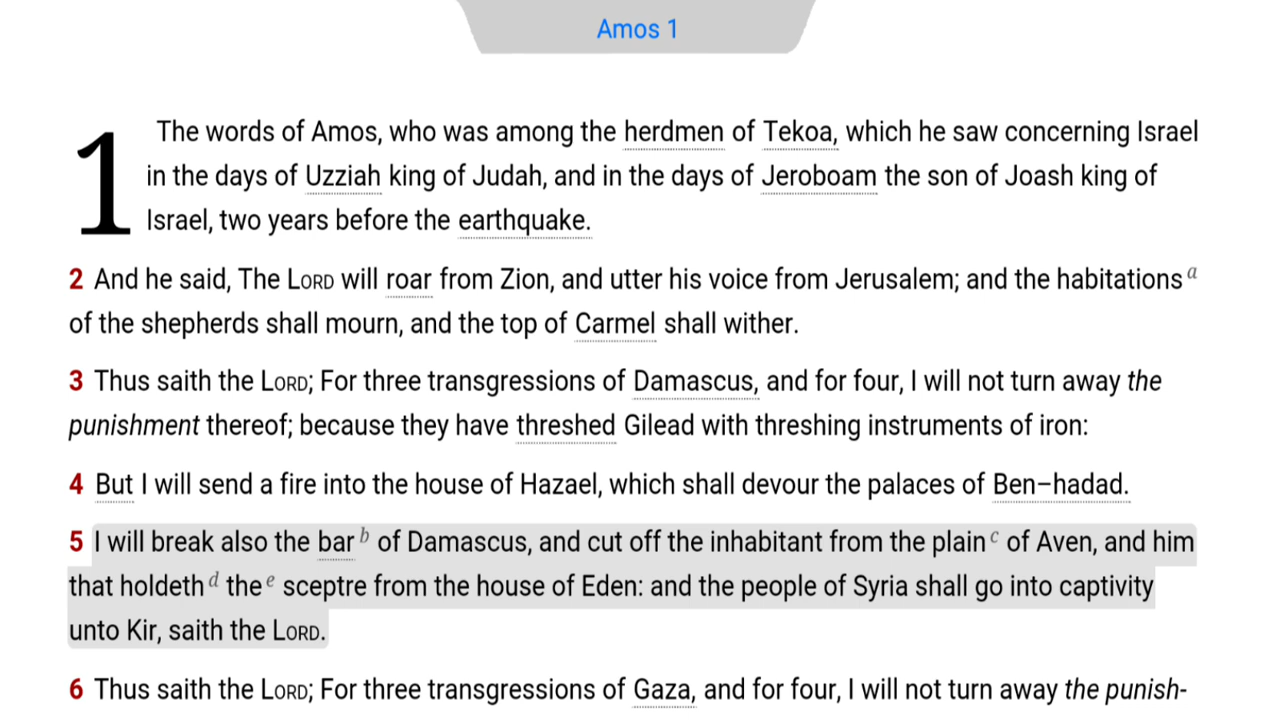 Amos 1
1 The words of Amos, who was among the herdmen of Tekoa, which he saw concerning Israel
in the days of Uzziah king of Judah, and in the days of Jeroboam the son of Joash king of
Israel, two years before the earthquake.
2 And he said, The LORD will roar from Zion, and utter his voice from Jerusalem; and the habitations a
of the shepherds shall mourn, and the top of Carmel shall wither.
3 Thus saith the LORD; For three transgressions of Damascus, and for four, I will not turn away the
punishment thereof; because they have threshed Gilead with threshing instruments of iron:
4 But I will send a fire into the house of Hazael, which shall devour the palaces of Ben–hadad.
5 I will break also the bar b of Damascus, and cut off the inhabitant from the plain c of Aven, and him
that holdeth d the e sceptre from the house of Eden: and the people of Syria shall go into captivity
unto Kir, saith the LORD.
6 Thus saith the LORD; For three transgressions of Gaza, and for four, I will not turn away the punish-